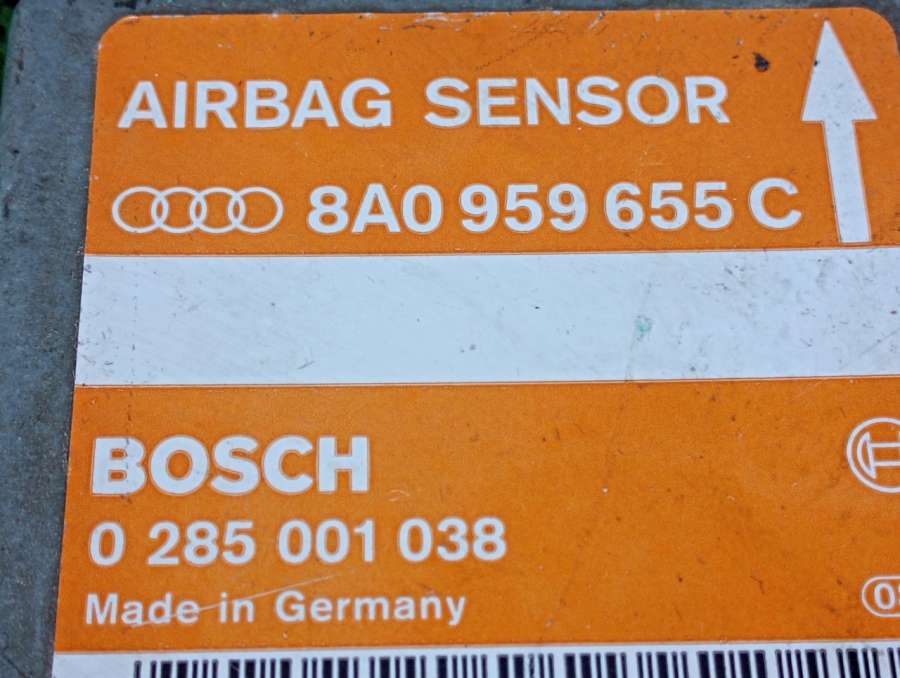 AIRBAG SENSOR
8A0 959 655 C
BOSCH
0 285 001 038
Made in Germany